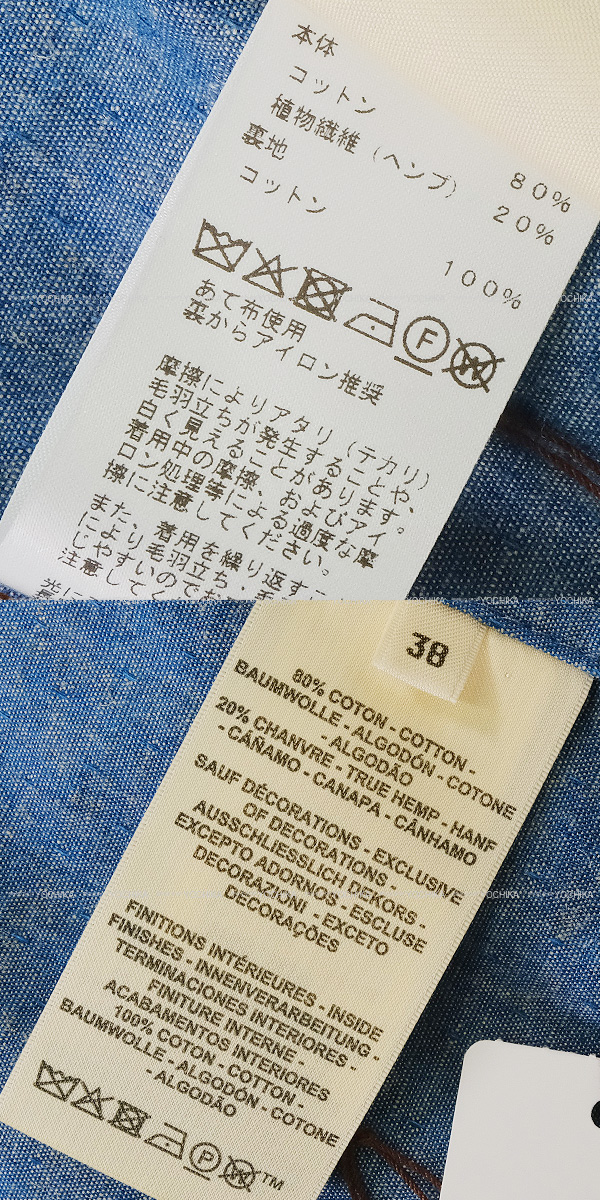 本体
コットン 80%
植物繊維（ヘンプ） 20%
裏地
コットン 100%
F
W
あて布使用
裏からアイロン推奨
摩擦によりアタリ（テカリ）
毛羽立ちが発生することや、
白く見えることがあります。
着用中の摩擦、およびアイ
ロン処理等による過度な摩
擦に注意してください。
また、着用を繰り返すこ
により毛羽立ち・毛
じやすいのでお
注意してく
YOCHIKA
YOCHIKA
38
80% COTON - COTTON -
BAUMWOLLE - ALGODÓN - COTONE
- ALGODÃO
20% CHANVRE - TRUE HEMP - HANF
- CÁÑAMO - CANAPA - CÂNHAMO
SAUF DÉCORATIONS - EXCLUSIVE
OF DECORATIONS -
AUSSCHLIESSLICH DEKORS -
EXCEPTO ADORNOS - ESCLUSE
DECORAZIONI - EXCETO
DECORAÇÕES
FINITIONS INTÉRIEURES - INSIDE
FINISHES - INNENVERARBEITUNG -
TERMINACIONES INTERIORES -
FINITURE INTERNE -
ACABAMENTOS INTERIORES
100% COTON - COTTON -
BAUMWOLLE - ALGODÓN - COTONE
- ALGODÃO
P
W
TM